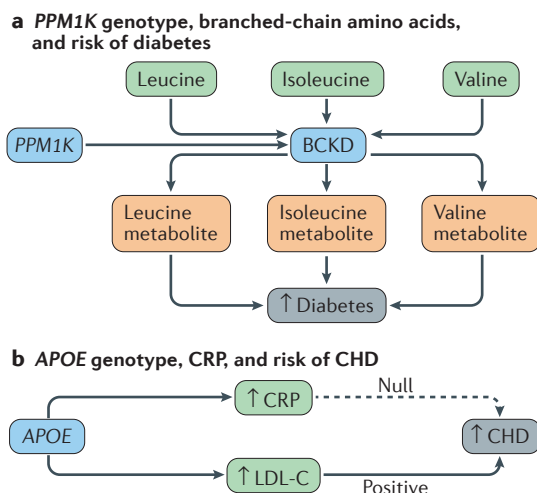 a PPM1K genotype, branched-chain amino acids,
and risk of diabetes
Leucine
Isoleucine
Valine
PPM1K
BCKD
Leucine
metabolite
Isoleucine
metabolite
Valine
metabolite
↑ Diabetes
b APOE genotype, CRP, and risk of CHD
Null
↑ CRP
APOE
↑ CHD
↑ LDL-C
Positive